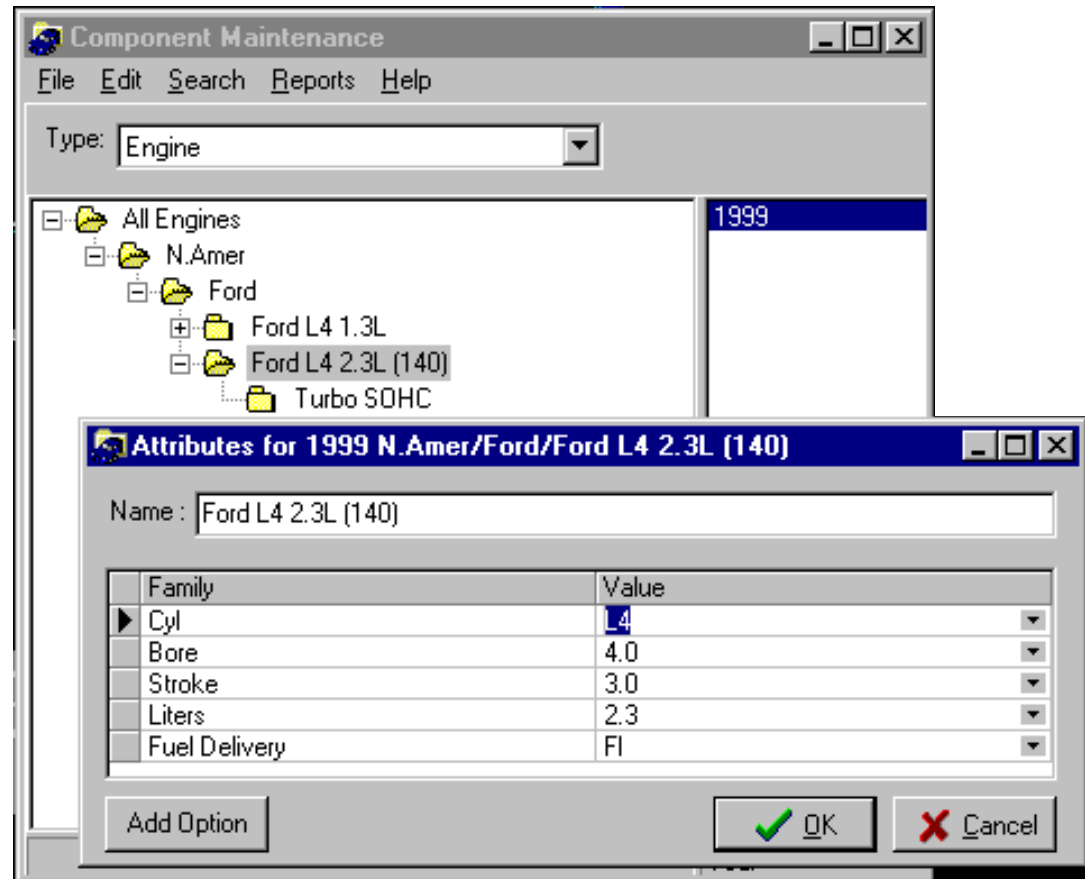 Component Maintenance
File Edit Search Reports Help
Type: Engine
All Engines
N.Amer
Ford
Ford L4 1.3L
Ford L4 2.3L (140)
Turbo SOHC
1999
Attributes for 1999 N.Amer/Ford/Ford L4 2.3L (140)
Name : Ford L4 2.3L (140)
Family Value
Cyl L4
Bore 4.0
Stroke 3.0
Liters 2.3
Fuel Delivery FI
Add Option OK Cancel